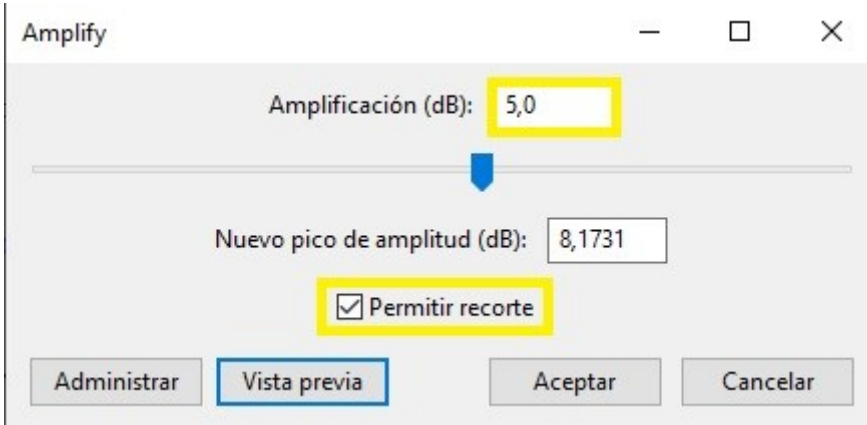 Amplify
Amplificación (dB): 5,0
Nuevo pico de amplitud (dB): 8,1731
Permitir recorte
Administrar Vista previa Aceptar Cancelar